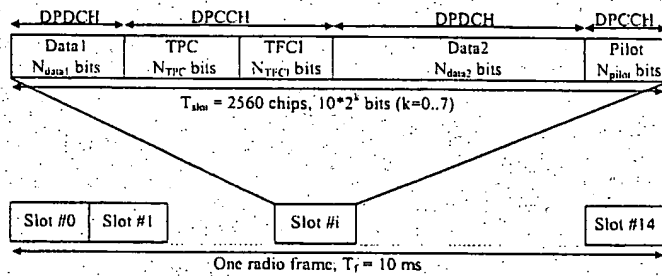 DPDCH DPCCH DPDCH DPCCH
Data1 TPC TFCI Data2 Pilot
N_data1 bits N_TPC bits N_TFCI bits N_data2 bits N_pilot bits
T_slot = 2560 chips, 10*2^k bits (k=0..7)
Slot #0 Slot #1 Slot #i Slot #14
One radio frame, T_f = 10 ms